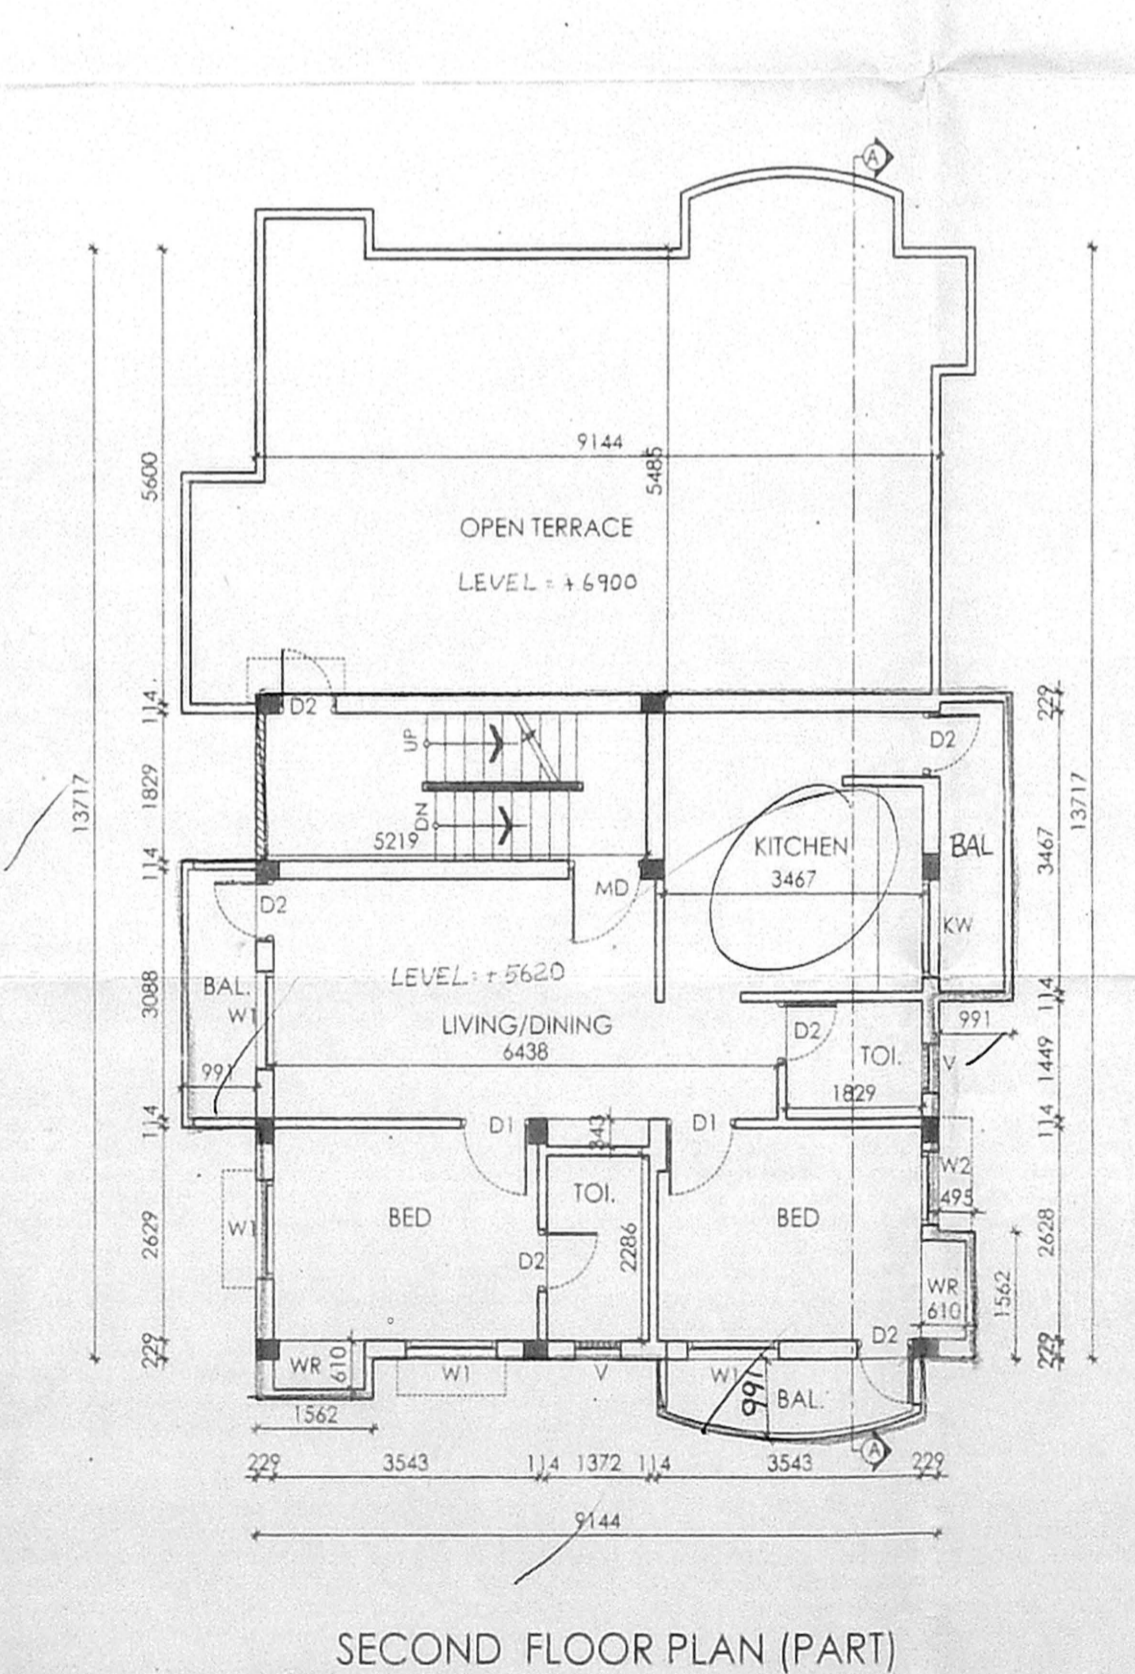 A
9144
5485
5600
13717
OPEN TERRACE
LEVEL = +6900
D2
114
229
UP
D2
1829
DN
5219
13717
KITCHEN
3467
BAL
3467
114
MD
D2
KW
LEVEL: +5620
BAL.
W1
3088
LIVING/DINING
6438
D2
TOI.
991
V
114
1449
991
1829
114
D1
343
D1
114
W2
495
TOI.
BED
BED
W1
2629
D2
2286
2628
WR
610
1562
D2
229
WR
610
W1
V
W1
991
BAL.
229
1562
A
229
3543
114
1372
114
3543
229
9144
SECOND FLOOR PLAN (PART)